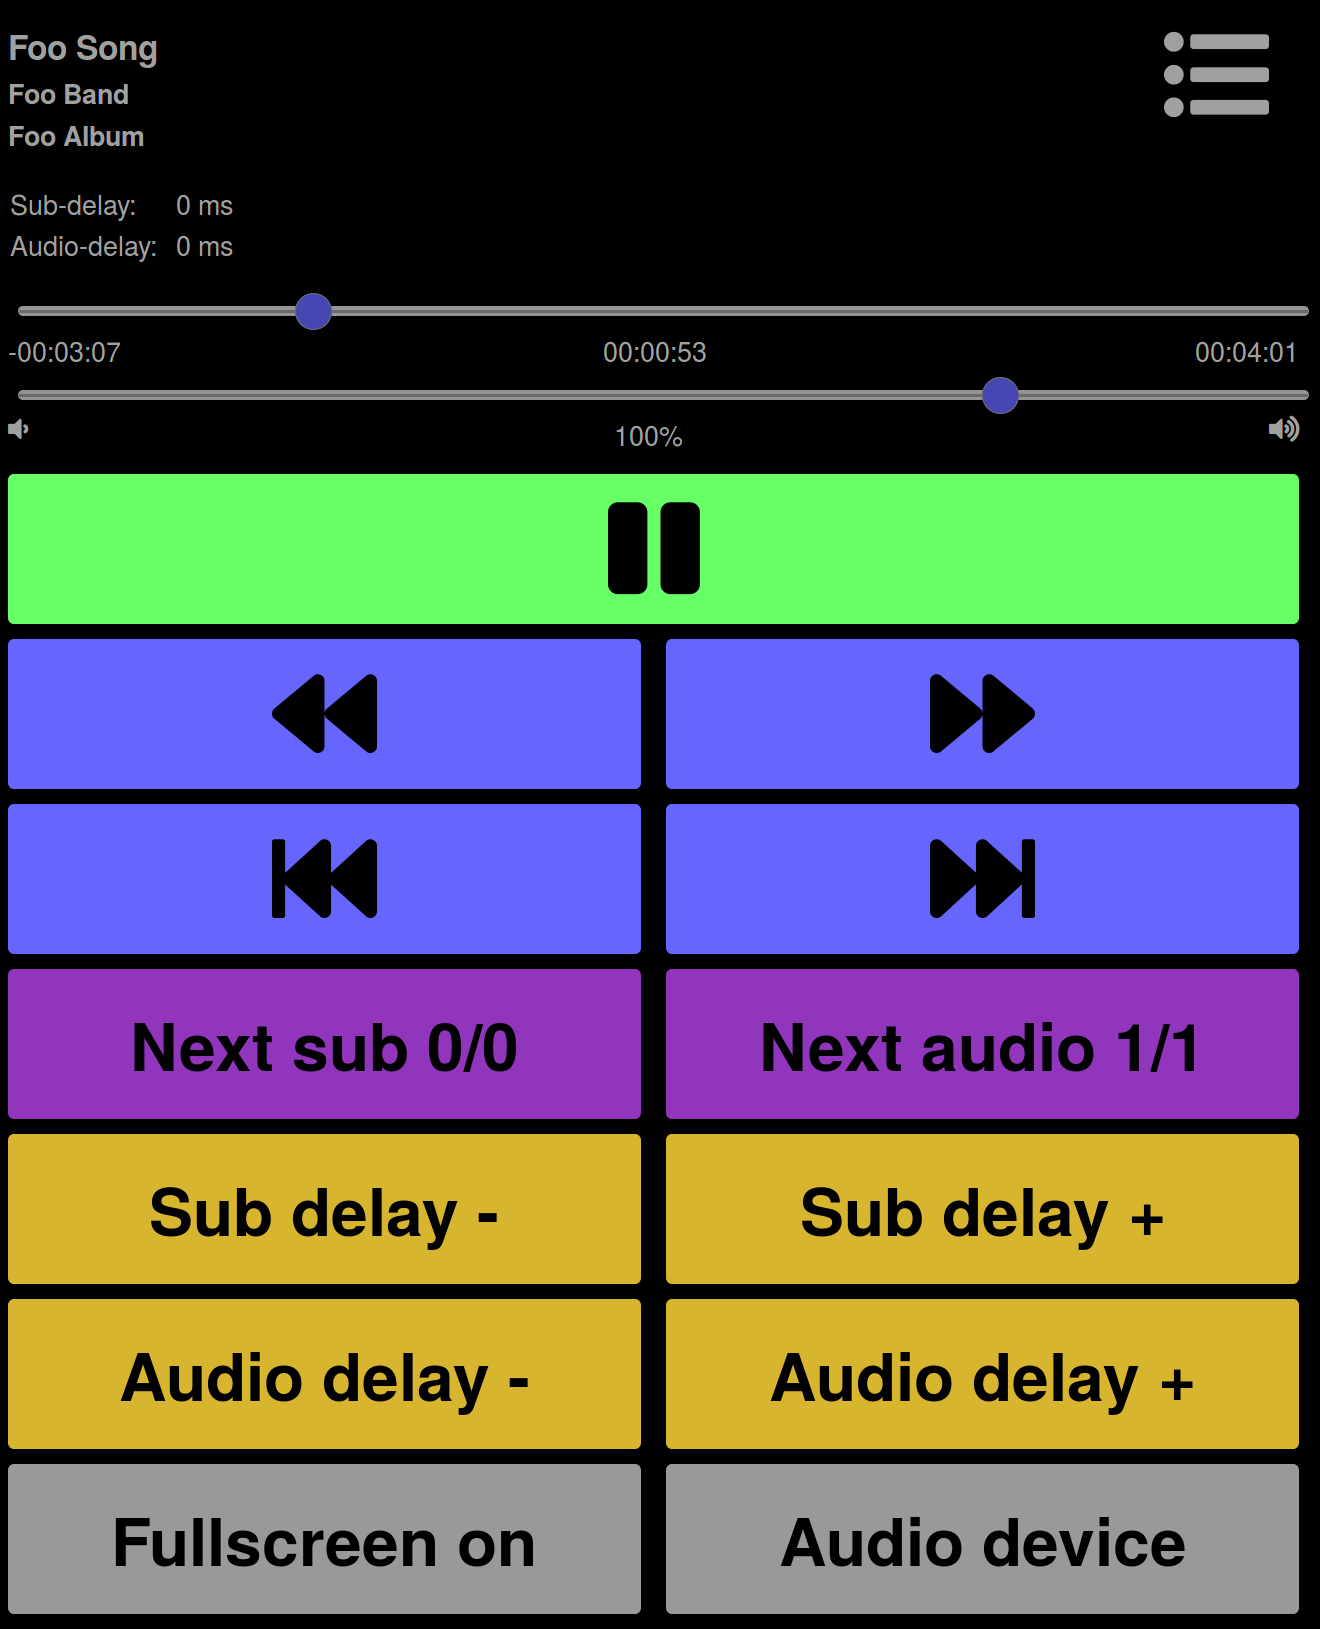 Foo Song
Foo Band
Foo Album
Sub-delay: 0 ms
Audio-delay: 0 ms
-00:03:07 00:00:53 00:04:01
100%
Next sub 0/0 Next audio 1/1
Sub delay - Sub delay +
Audio delay - Audio delay +
Fullscreen on Audio device